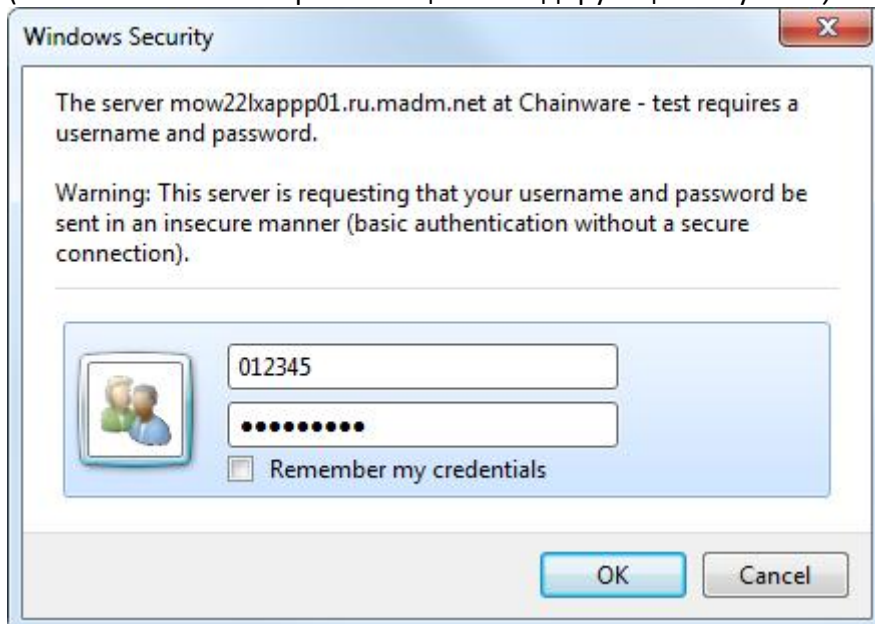 Windows Security
The server mow22lxappp01.ru.madm.net at Chainware - test requires a
username and password.
Warning: This server is requesting that your username and password be
sent in an insecure manner (basic authentication without a secure
connection).
012345
•••••••••
Remember my credentials
OK Cancel